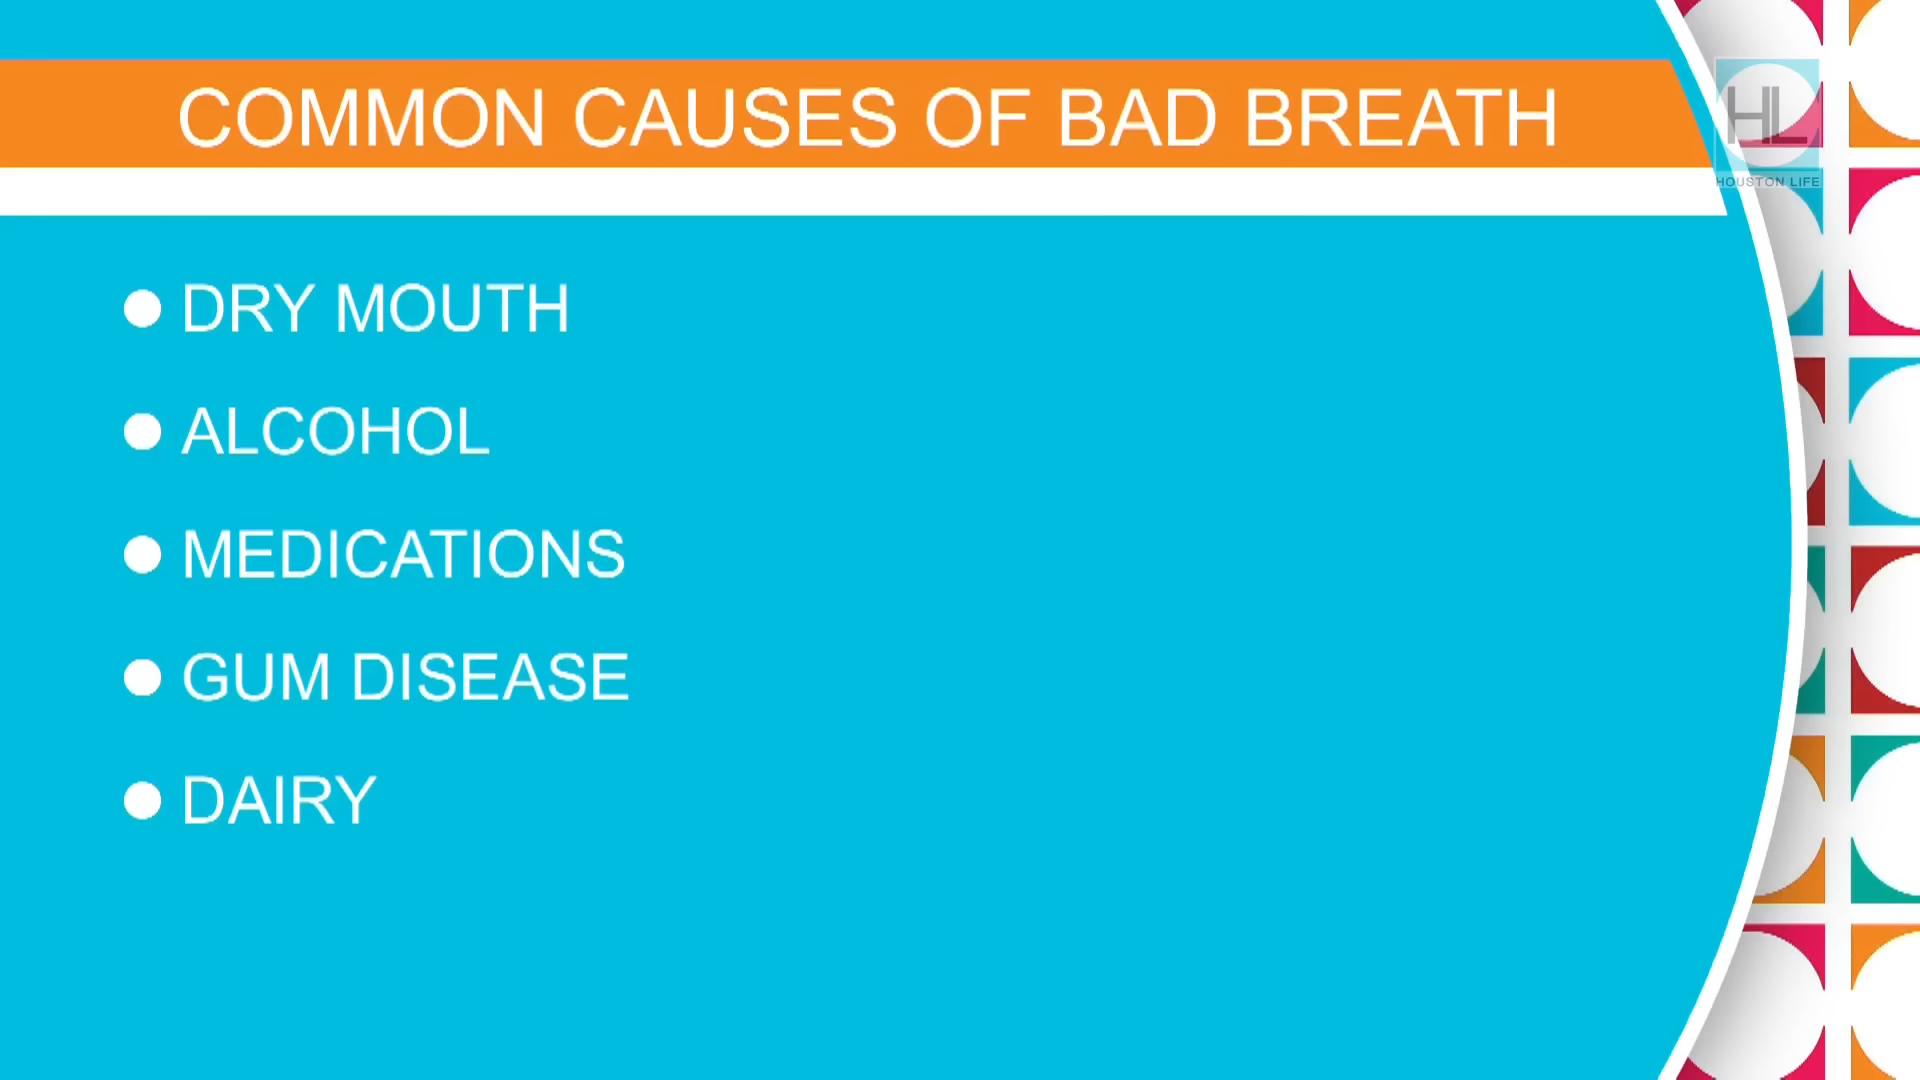 COMMON CAUSES OF BAD BREATH
HL
HOUSTON LIFE
DRY MOUTH
ALCOHOL
MEDICATIONS
GUM DISEASE
DAIRY